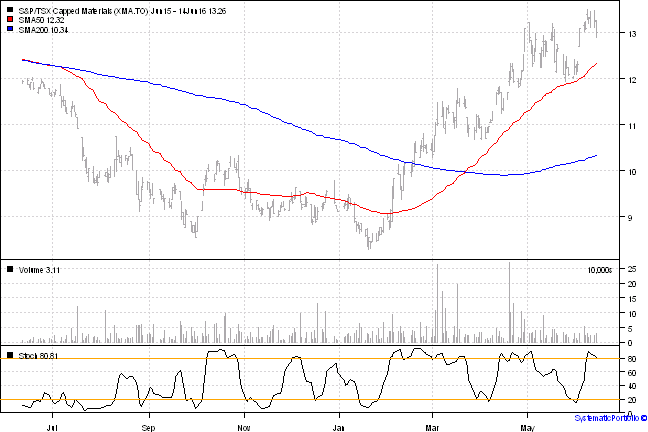 S&P/TSX Capped Materials (XMA.TO) Jun15 - 14Jun16 13.26
SMA50 12.32
SMA200 10.34
13
12
11
10
9
Volume 3.11
10,000s
25
20
15
10
5
0
Stoch 80.81
80
60
40
20
0
Jul
Sep
Nov
Jan
Mar
May
SystematicPortfolio ©